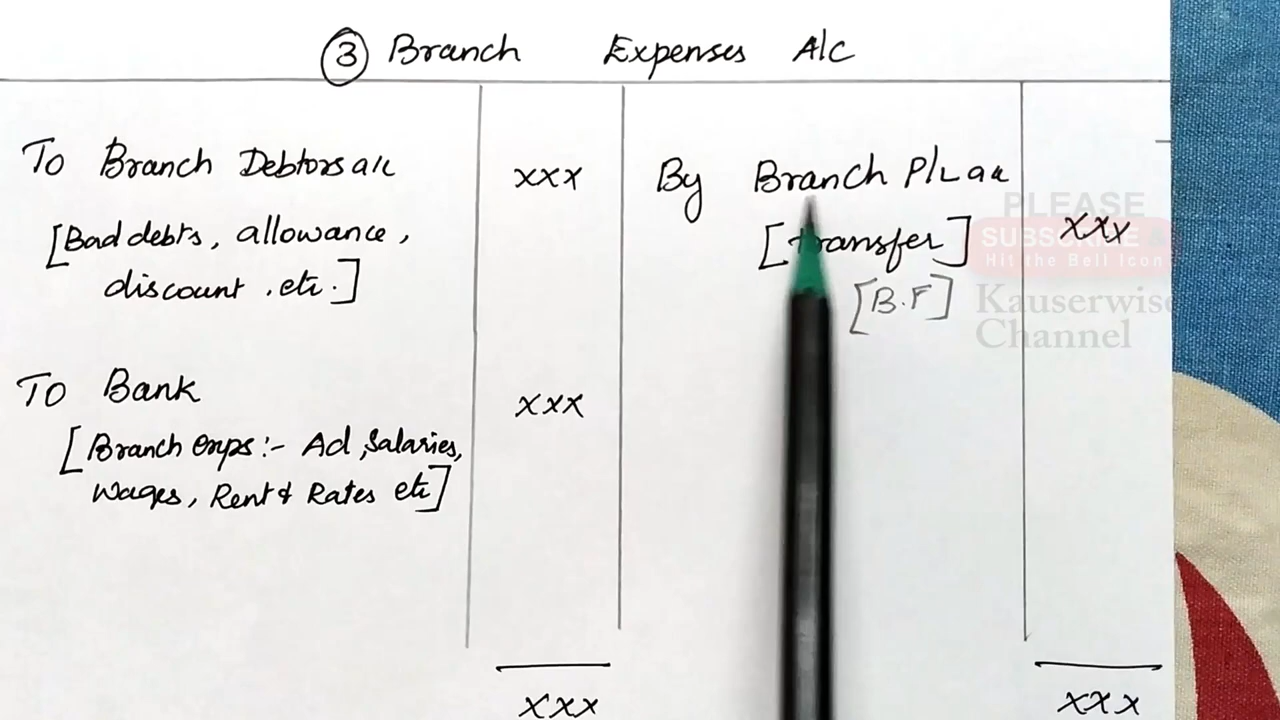 ③ Branch Expenses A/C
To Branch Debtors a/c xxx
[Bad debts, allowance,
discount, etc.]
To Bank xxx
[Branch exps:- Ad, Salaries,
wages, Rent & Rates etc]
xxx
By Branch P/L a/c
[transfer] xxx
[B.F]
xxx
PLEASE
SUBSCRIBE &
Hit the Bell Icon
Kauserwise
Channel